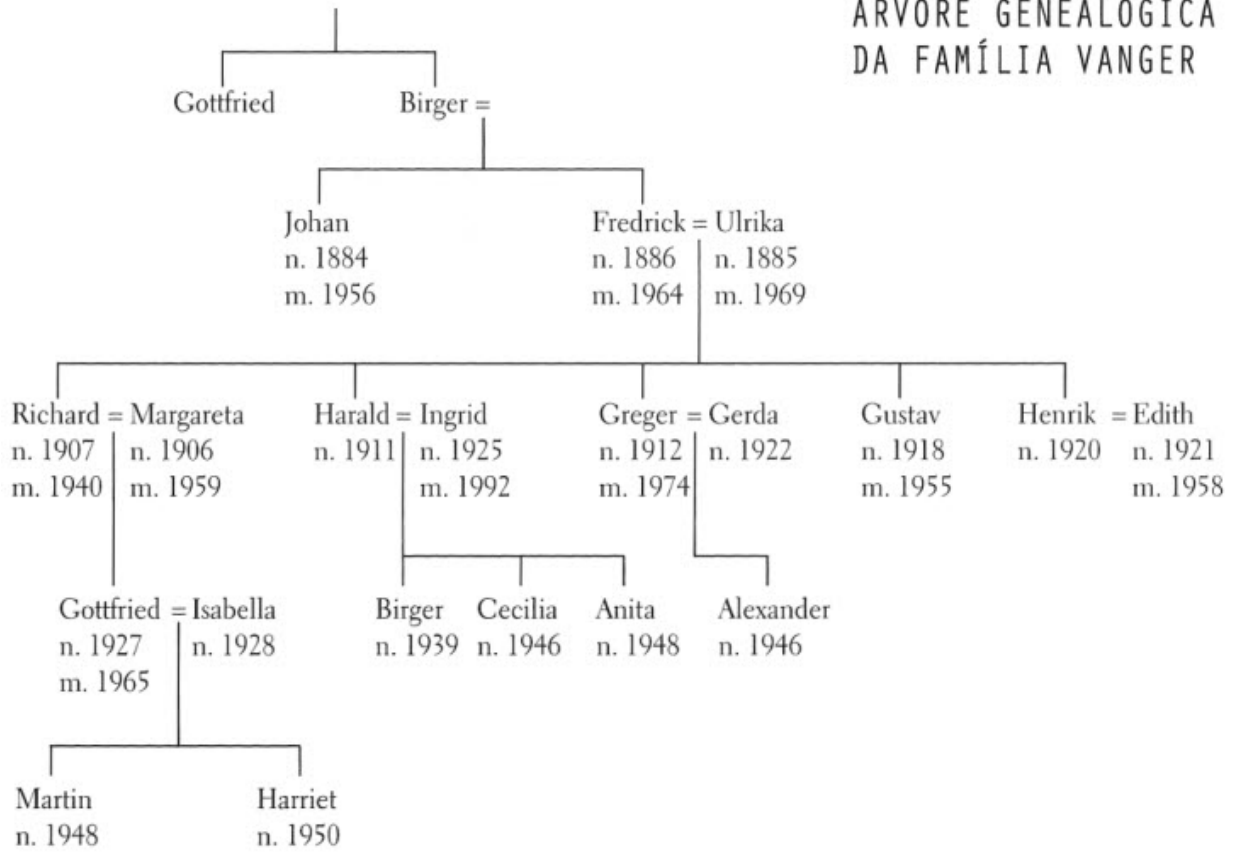 ÁRVORE GENEALÓGICA
DA FAMÍLIA VANGER
Gottfried Birger =
Johan Fredrick = Ulrika
n. 1884 n. 1886 n. 1885
m. 1956 m. 1964 m. 1969
Richard = Margareta Harald = Ingrid Greger = Gerda Gustav Henrik = Edith
n. 1907 n. 1906 n. 1911 n. 1925 n. 1912 n. 1922 n. 1918 n. 1920 n. 1921
m. 1940 m. 1959 m. 1992 m. 1974 m. 1955 m. 1958
Gottfried = Isabella Birger Cecilia Anita Alexander
n. 1927 n. 1928 n. 1939 n. 1946 n. 1948 n. 1946
m. 1965
Martin Harriet
n. 1948 n. 1950